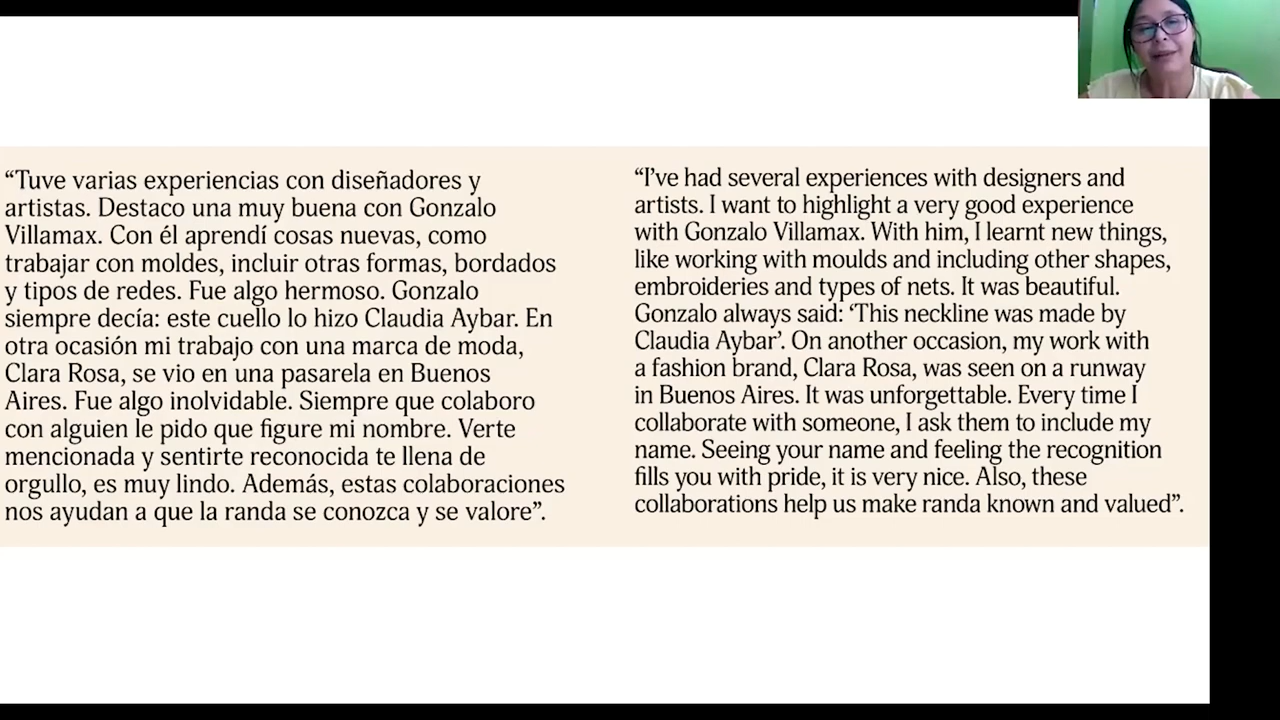 “Tuve varias experiencias con diseñadores y
artistas. Destaco una muy buena con Gonzalo
Villamax. Con él aprendí cosas nuevas, como
trabajar con moldes, incluir otras formas, bordados
y tipos de redes. Fue algo hermoso. Gonzalo
siempre decía: este cuello lo hizo Claudia Aybar. En
otra ocasión mi trabajo con una marca de moda,
Clara Rosa, se vio en una pasarela en Buenos
Aires. Fue algo inolvidable. Siempre que colaboro
con alguien le pido que figure mi nombre. Verte
mencionada y sentirte reconocida te llena de
orgullo, es muy lindo. Además, estas colaboraciones
nos ayudan a que la randa se conozca y se valore”.
“I’ve had several experiences with designers and
artists. I want to highlight a very good experience
with Gonzalo Villamax. With him, I learnt new things,
like working with moulds and including other shapes,
embroideries and types of nets. It was beautiful.
Gonzalo always said: ‘This neckline was made by
Claudia Aybar’. On another occasion, my work with
a fashion brand, Clara Rosa, was seen on a runway
in Buenos Aires. It was unforgettable. Every time I
collaborate with someone, I ask them to include my
name. Seeing your name and feeling the recognition
fills you with pride, it is very nice. Also, these
collaborations help us make randa known and valued”.